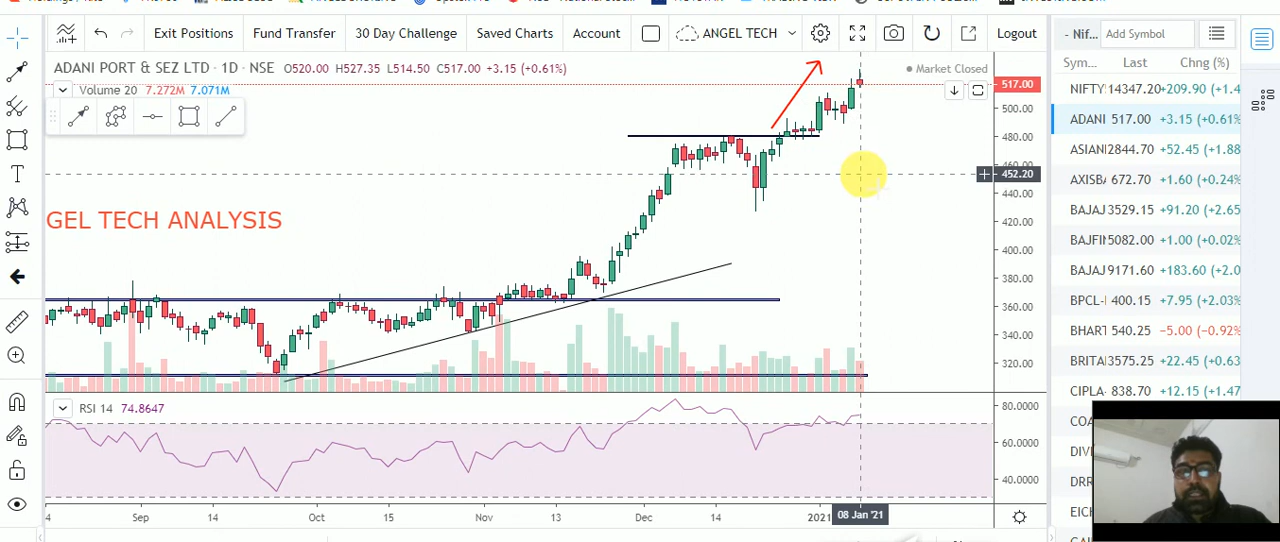 Exit Positions Fund Transfer 30 Day Challenge Saved Charts Account ANGEL TECH Logout
- Nif... Add Symbol
ADANI PORT & SEZ LTD · 1D · NSE O520.00 H527.35 L514.50 C517.00 +3.15 (+0.61%)
Market Closed
Volume 20 7.272M 7.071M
GEL TECH ANALYSIS
517.00
500.00
480.00
460.00
452.20
440.00
420.00
400.00
380.00
360.00
340.00
320.00
RSI 14 74.8647
80.0000
60.0000
40.0000
4 Sep 14 Oct 15 Nov 13 Dec 14 2021 08 Jan '21
Sym... Last Chng (%)
NIFTY 14347.20 +209.90 (+1.4
ADANI 517.00 +3.15 (+0.61%)
ASIAN 2844.70 +52.45 (+1.88
AXISB 672.70 +1.60 (+0.24%
BAJAJ 3529.15 +91.20 (+2.65
BAJFI 5082.00 +1.00 (+0.02%
BAJAJ 9171.60 +183.60 (+2.0
BPCL- 400.15 +7.95 (+2.03%)
BHART 540.25 -5.00 (-0.92%)
BRITA 3575.25 +22.45 (+0.63
CIPLA- 838.70 +12.15 (+1.47
COA
DIV
DRR
EICH